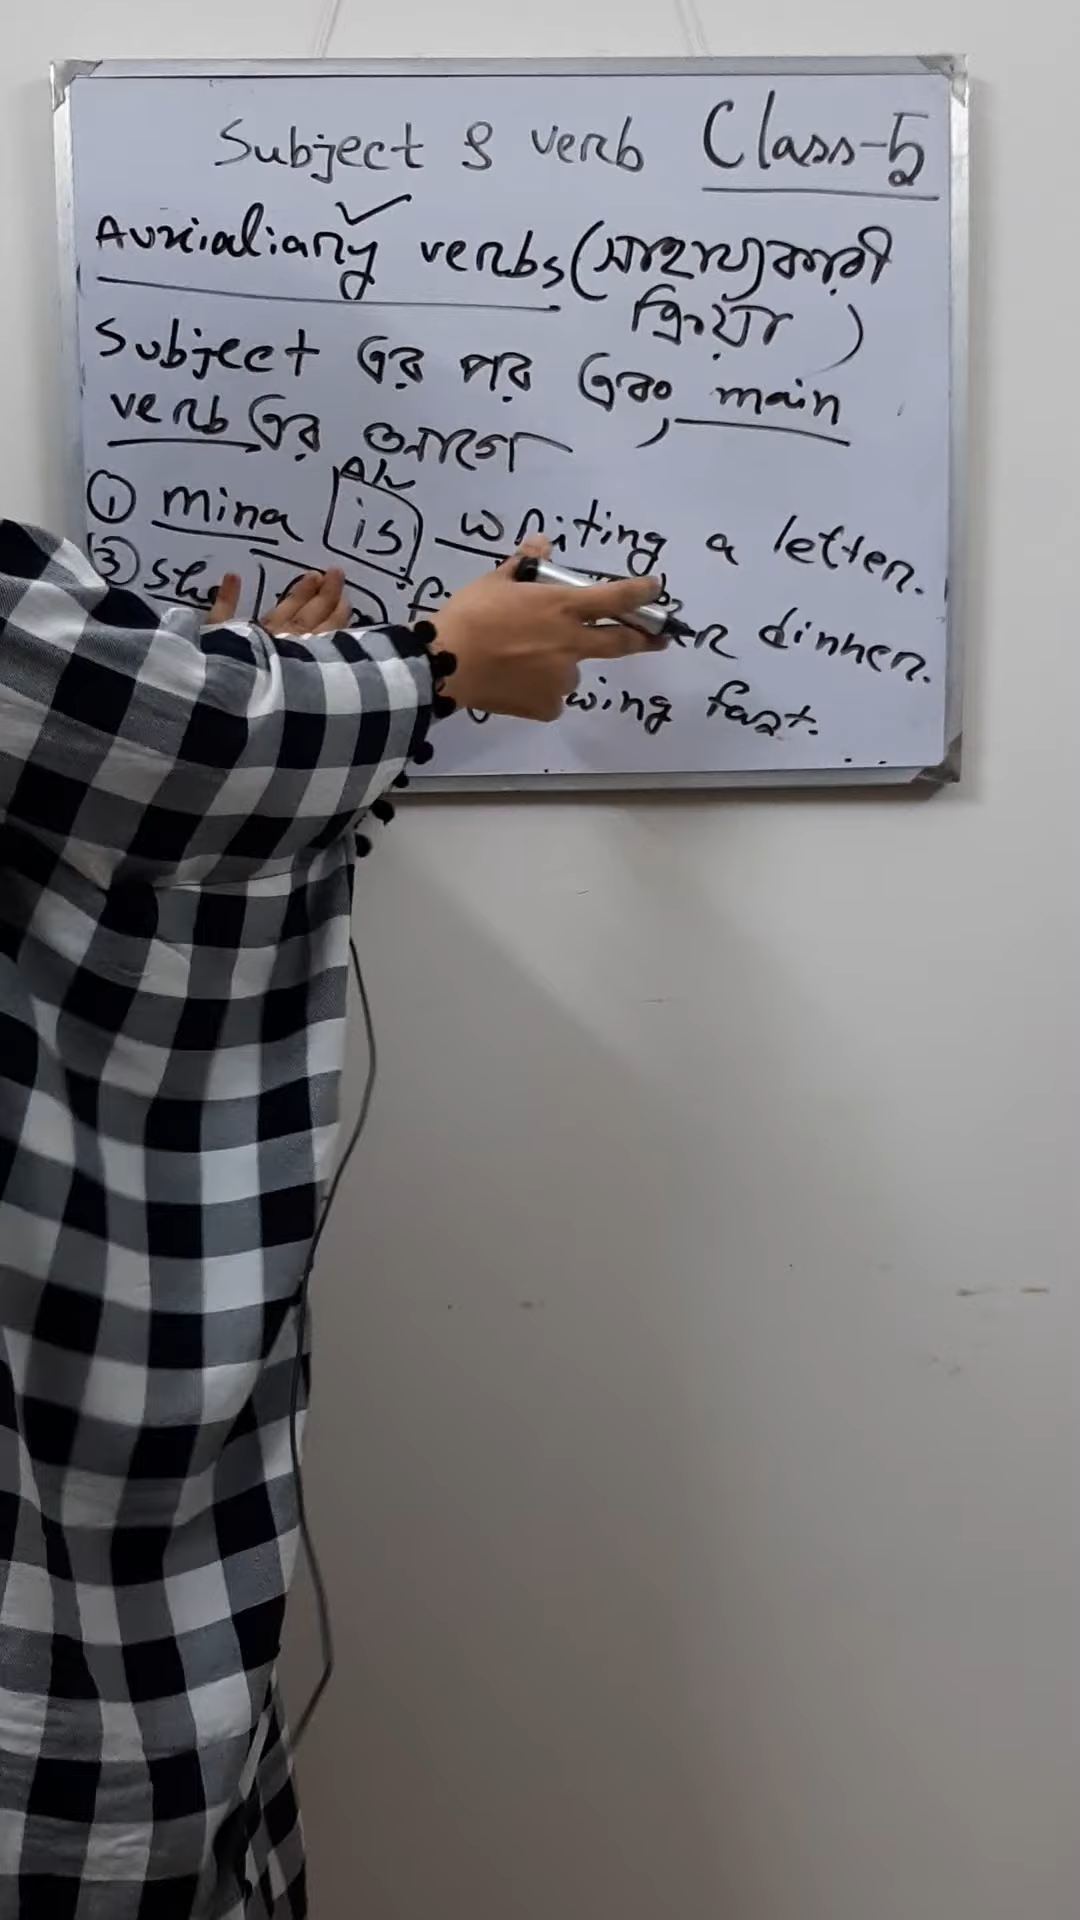 Subject & verb Class-5
Auxialiary verbs (সাহায্যকারী
ক্রিয়া)
Subject এর পর এবং, main
verb এর আগে
Aux
① mina is writing a letter.
③ she dinner.
fast.